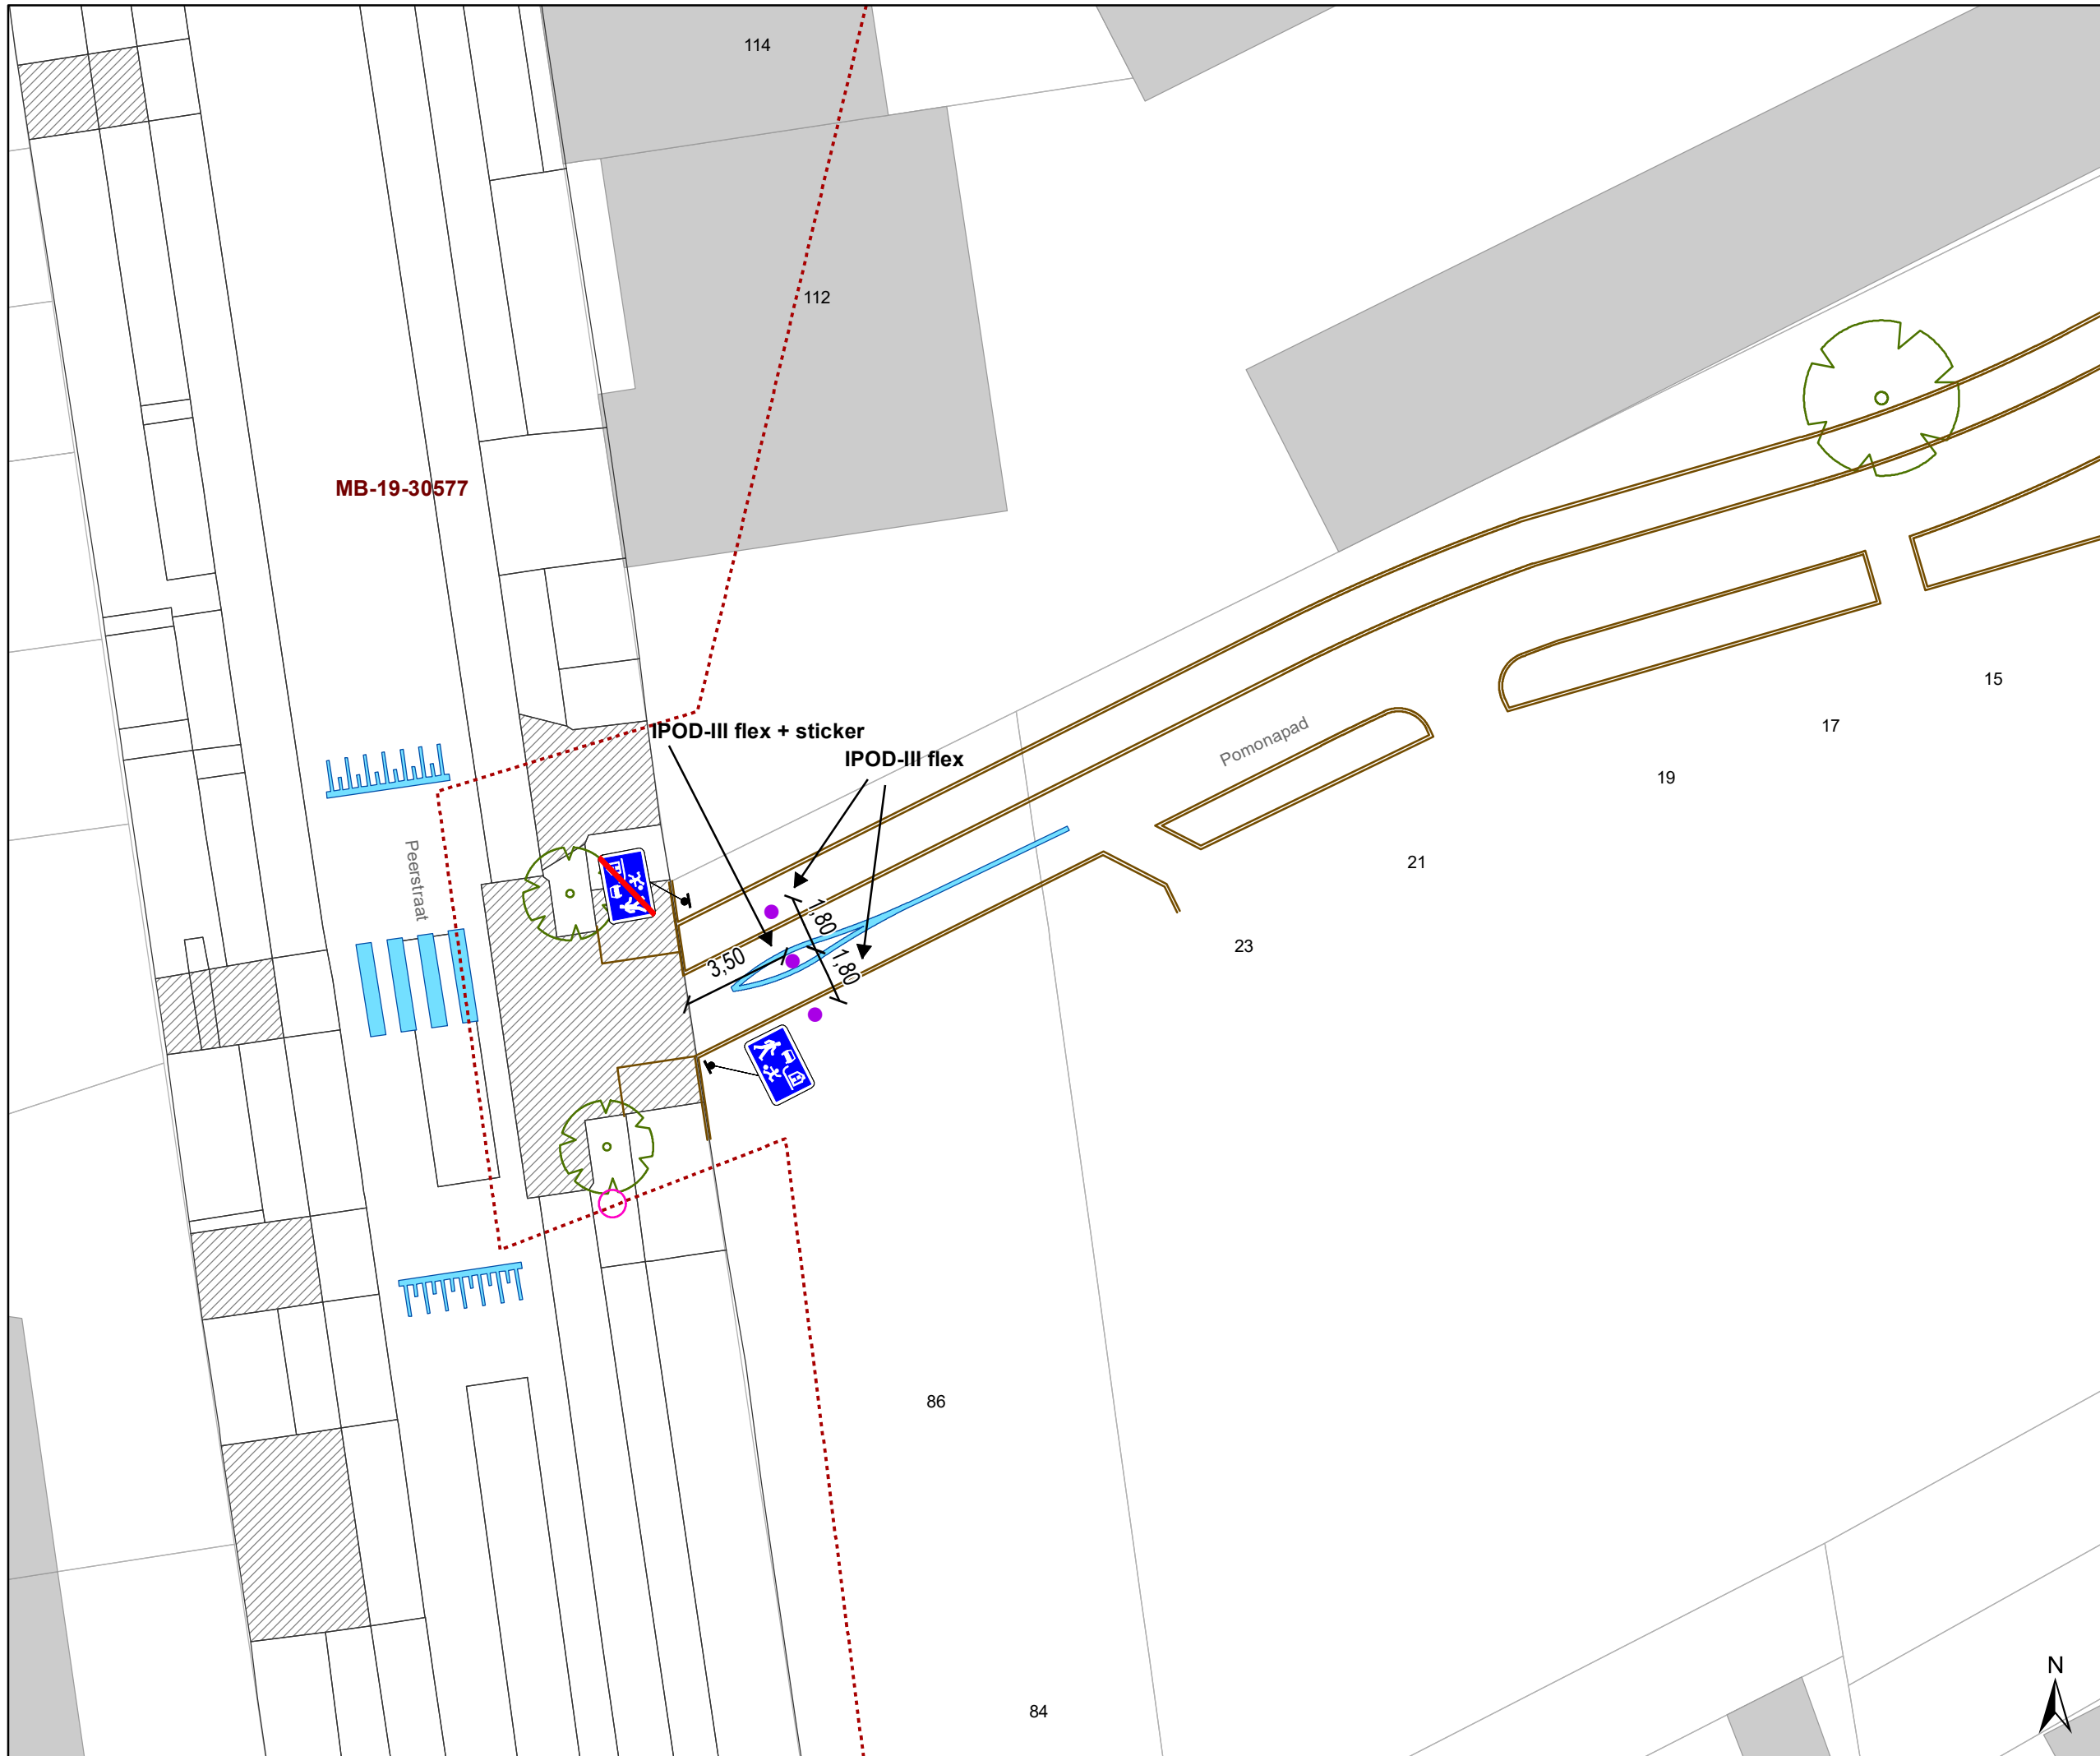 114
112
MB-19-30577
15
17
IPOD-III flex + sticker
Pomonapad
IPOD-III flex
19
Peerstraat
21
1,80
23
3,50
1,80
86
N
84